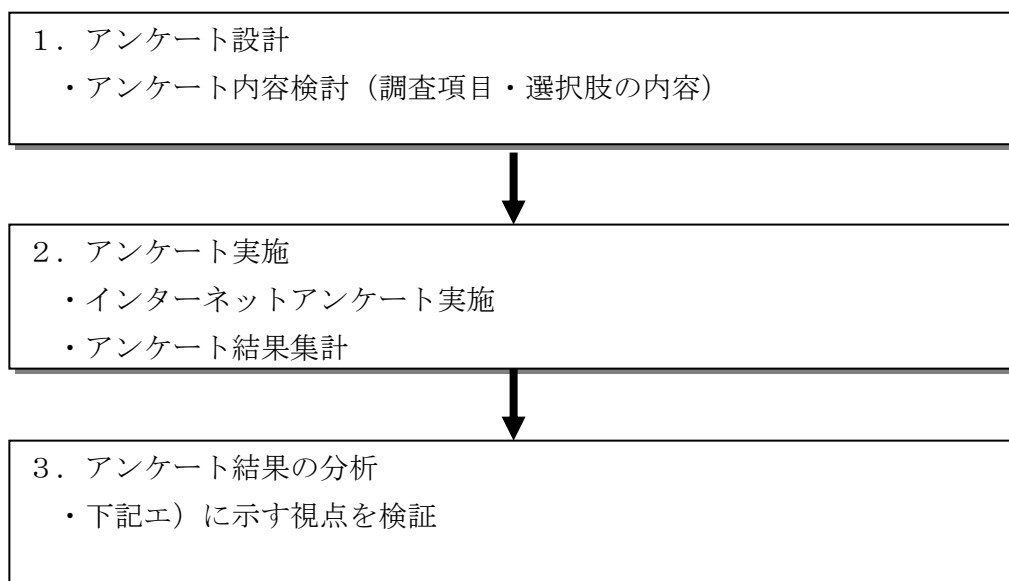 １．アンケート設計
・アンケート内容検討（調査項目・選択肢の内容）
２．アンケート実施
・インターネットアンケート実施
・アンケート結果集計
３．アンケート結果の分析
・下記エ）に示す視点を検証